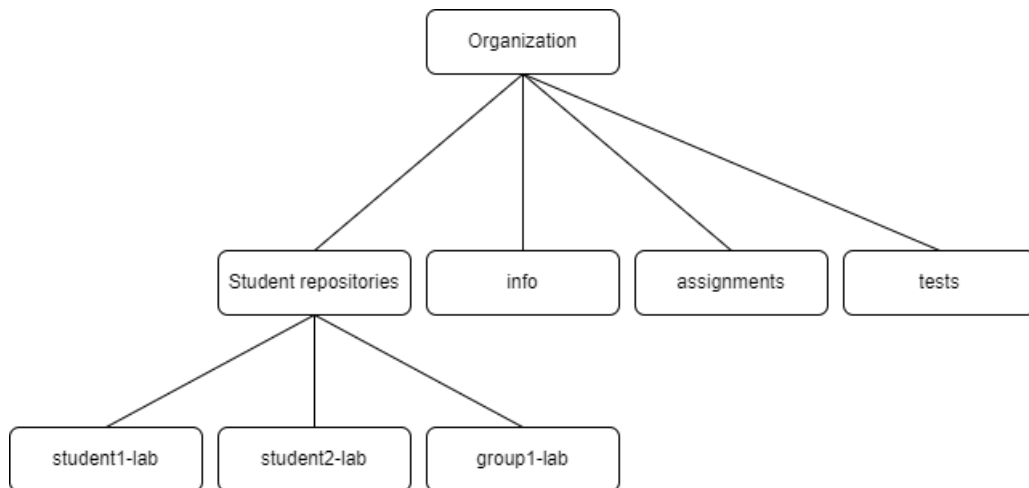 Organization
Student repositories
info
assignments
tests
student1-lab
student2-lab
group1-lab